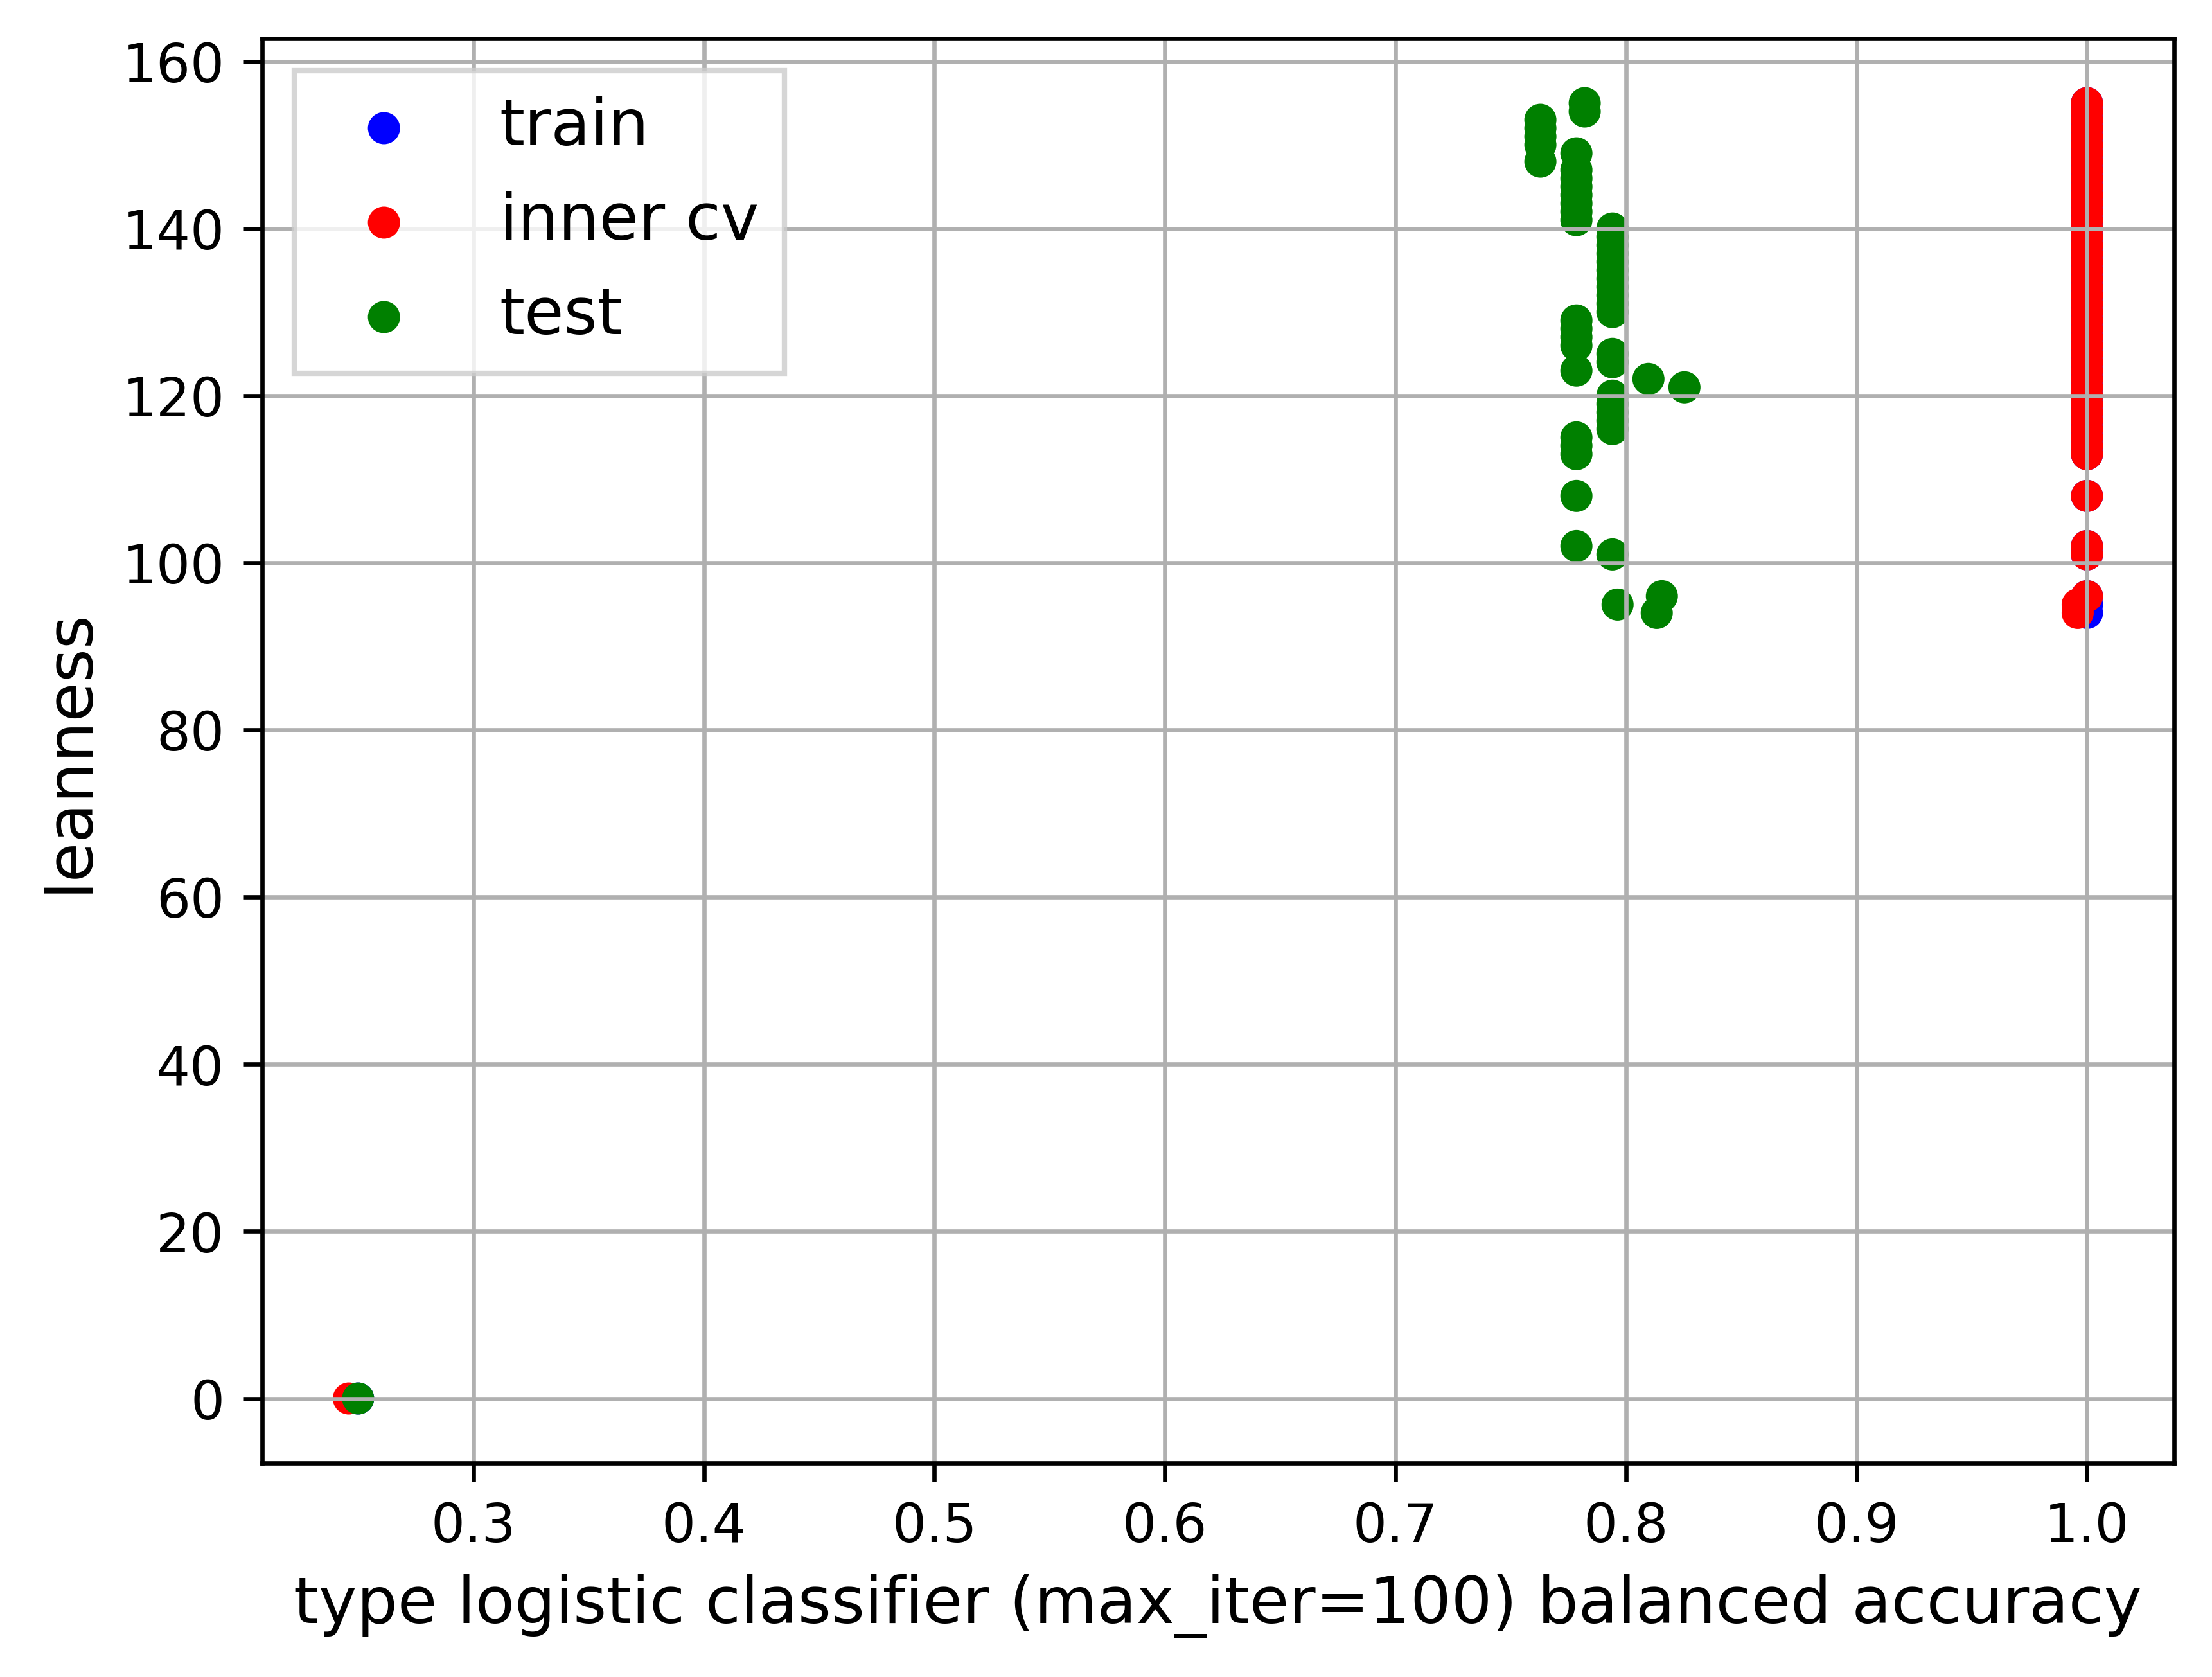 160
140
120
100
80
60
40
20
0
leanness
train
inner cv
test
0.3 0.4 0.5 0.6 0.7 0.8 0.9 1.0
type logistic classifier (max_iter=100) balanced accuracy